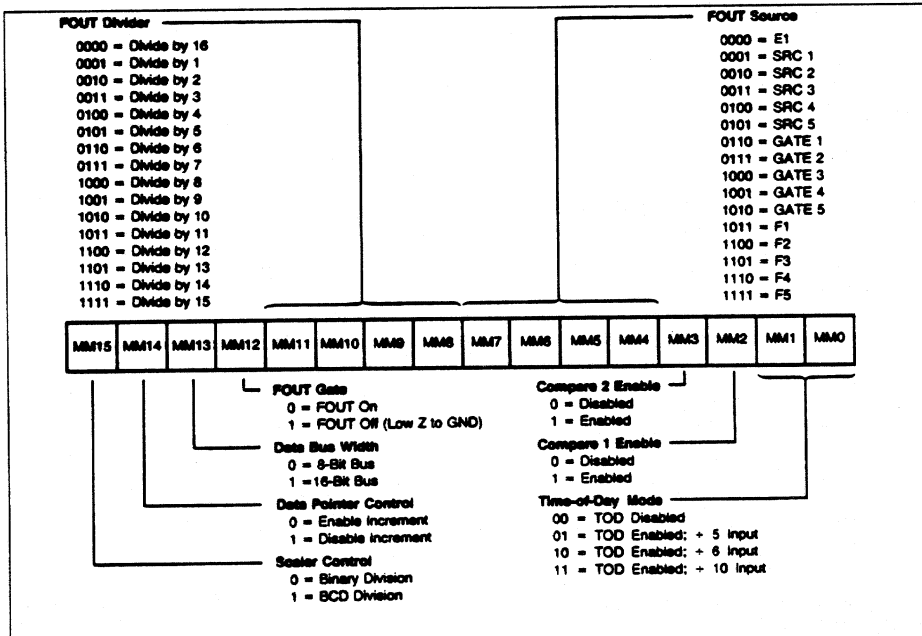 FOUT Divider
0000 = Divide by 16
0001 = Divide by 1
0010 = Divide by 2
0011 = Divide by 3
0100 = Divide by 4
0101 = Divide by 5
0110 = Divide by 6
0111 = Divide by 7
1000 = Divide by 8
1001 = Divide by 9
1010 = Divide by 10
1011 = Divide by 11
1100 = Divide by 12
1101 = Divide by 13
1110 = Divide by 14
1111 = Divide by 15
FOUT Source
0000 = E1
0001 = SRC 1
0010 = SRC 2
0011 = SRC 3
0100 = SRC 4
0101 = SRC 5
0110 = GATE 1
0111 = GATE 2
1000 = GATE 3
1001 = GATE 4
1010 = GATE 5
1011 = F1
1100 = F2
1101 = F3
1110 = F4
1111 = F5
MM15 MM14 MM13 MM12 MM11 MM10 MM9 MM8 MM7 MM6 MM5 MM4 MM3 MM2 MM1 MM0
FOUT Gate
0 = FOUT On
1 = FOUT Off (Low Z to GND)
Data Bus Width
0 = 8-Bit Bus
1 =16-Bit Bus
Data Pointer Control
0 = Enable Increment
1 = Disable Increment
Scaler Control
0 = Binary Division
1 = BCD Division
Compare 2 Enable
0 = Disabled
1 = Enabled
Compare 1 Enable
0 = Disabled
1 = Enabled
Time-of-Day Mode
00 = TOD Disabled
01 = TOD Enabled; ÷ 5 Input
10 = TOD Enabled; ÷ 6 Input
11 = TOD Enabled; ÷ 10 Input